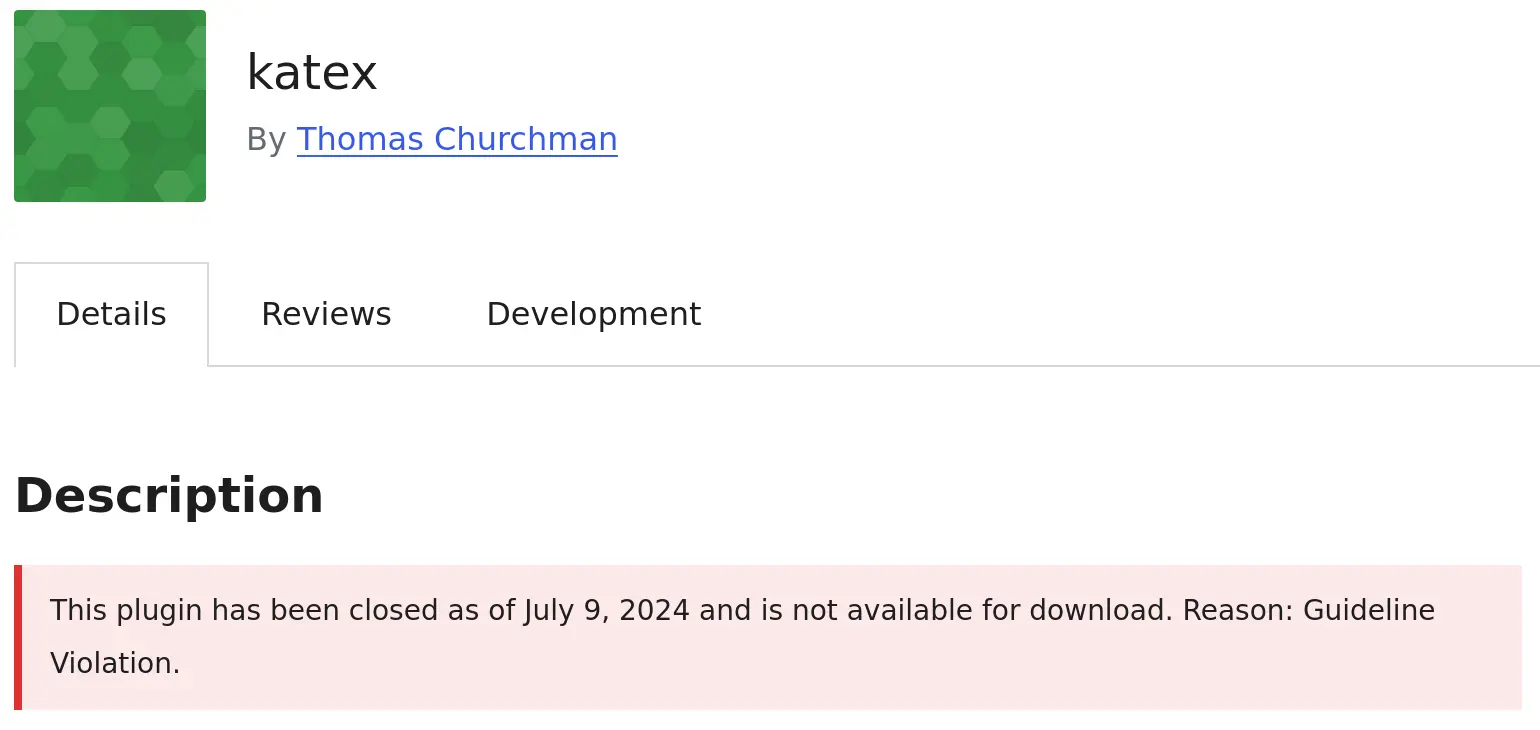 katex
By Thomas Churchman
Details Reviews Development
Description
This plugin has been closed as of July 9, 2024 and is not available for download. Reason: Guideline
Violation.